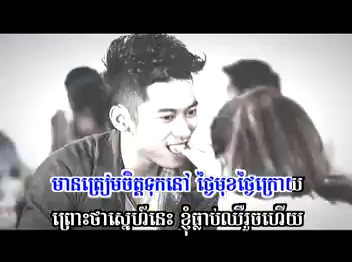 មានត្រៀមចិត្តទុកនៅ ថ្ងៃមុខថ្ងៃក្រោយ
ព្រោះថាស្នេហ៍នេះ ខ្ញុំធ្លាប់ឈឺរួចហើយ